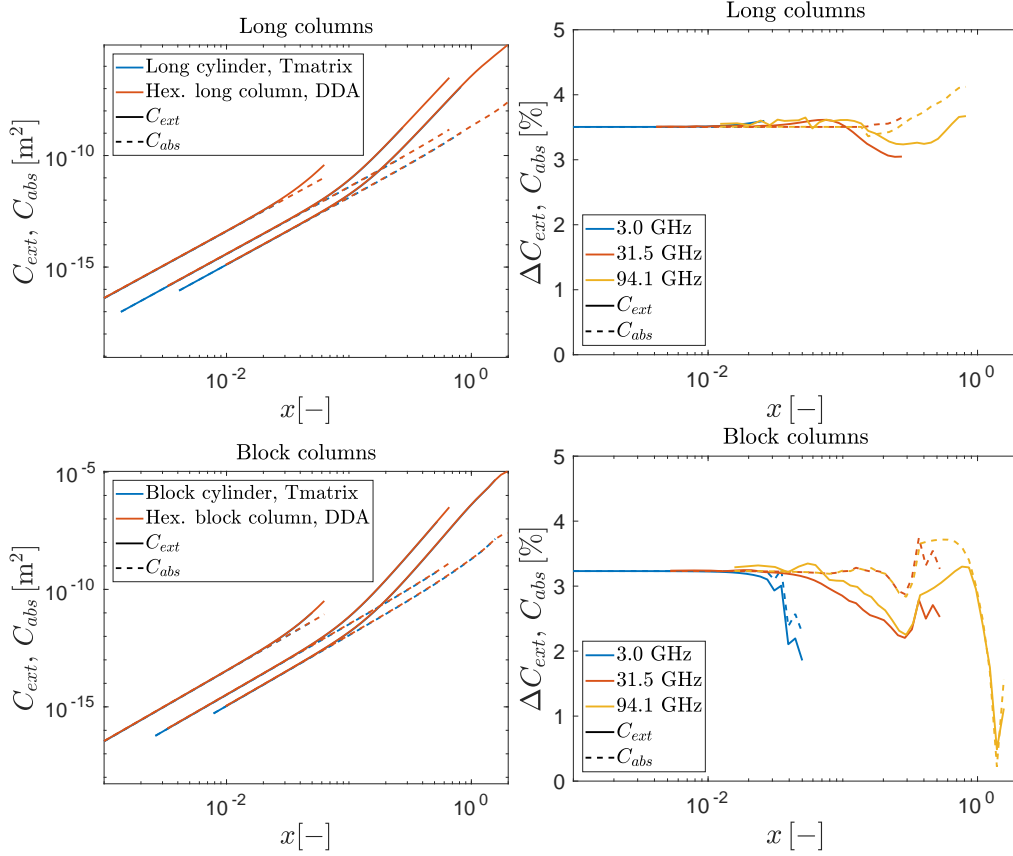 Long columns
Long cylinder, Tmatrix
Hex. long column, DDA
C_ext
C_abs
10^-10
10^-15
C_ext, C_abs [m^2]
10^-2
10^0
x[−]
Long columns
5
4
3
2
1
0
ΔC_ext, C_abs [%]
3.0 GHz
31.5 GHz
94.1 GHz
C_ext
C_abs
10^-2
10^0
x [−]
Block columns
10^-5
10^-10
10^-15
C_ext, C_abs [m^2]
Block cylinder, Tmatrix
Hex. block column, DDA
C_ext
C_abs
10^-2
10^0
x[−]
Block columns
5
4
3
2
1
0
ΔC_ext, C_abs [%]
3.0 GHz
31.5 GHz
94.1 GHz
C_ext
C_abs
10^-2
10^0
x [−]